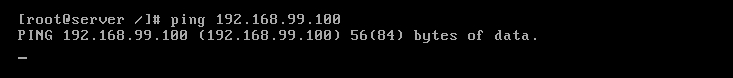 [root@server /]# ping 192.168.99.100
PING 192.168.99.100 (192.168.99.100) 56(84) bytes of data.